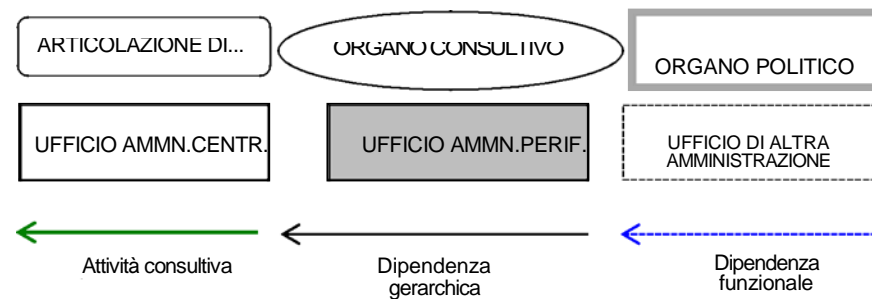 ARTICOLAZIONE DI...
ORGANO CONSULTIVO
ORGANO POLITICO
UFFICIO AMMN.CENTR.
UFFICIO AMMN.PERIF.
UFFICIO DI ALTRA
AMMINISTRAZIONE
Attività consultiva
Dipendenza
gerarchica
Dipendenza
funzionale